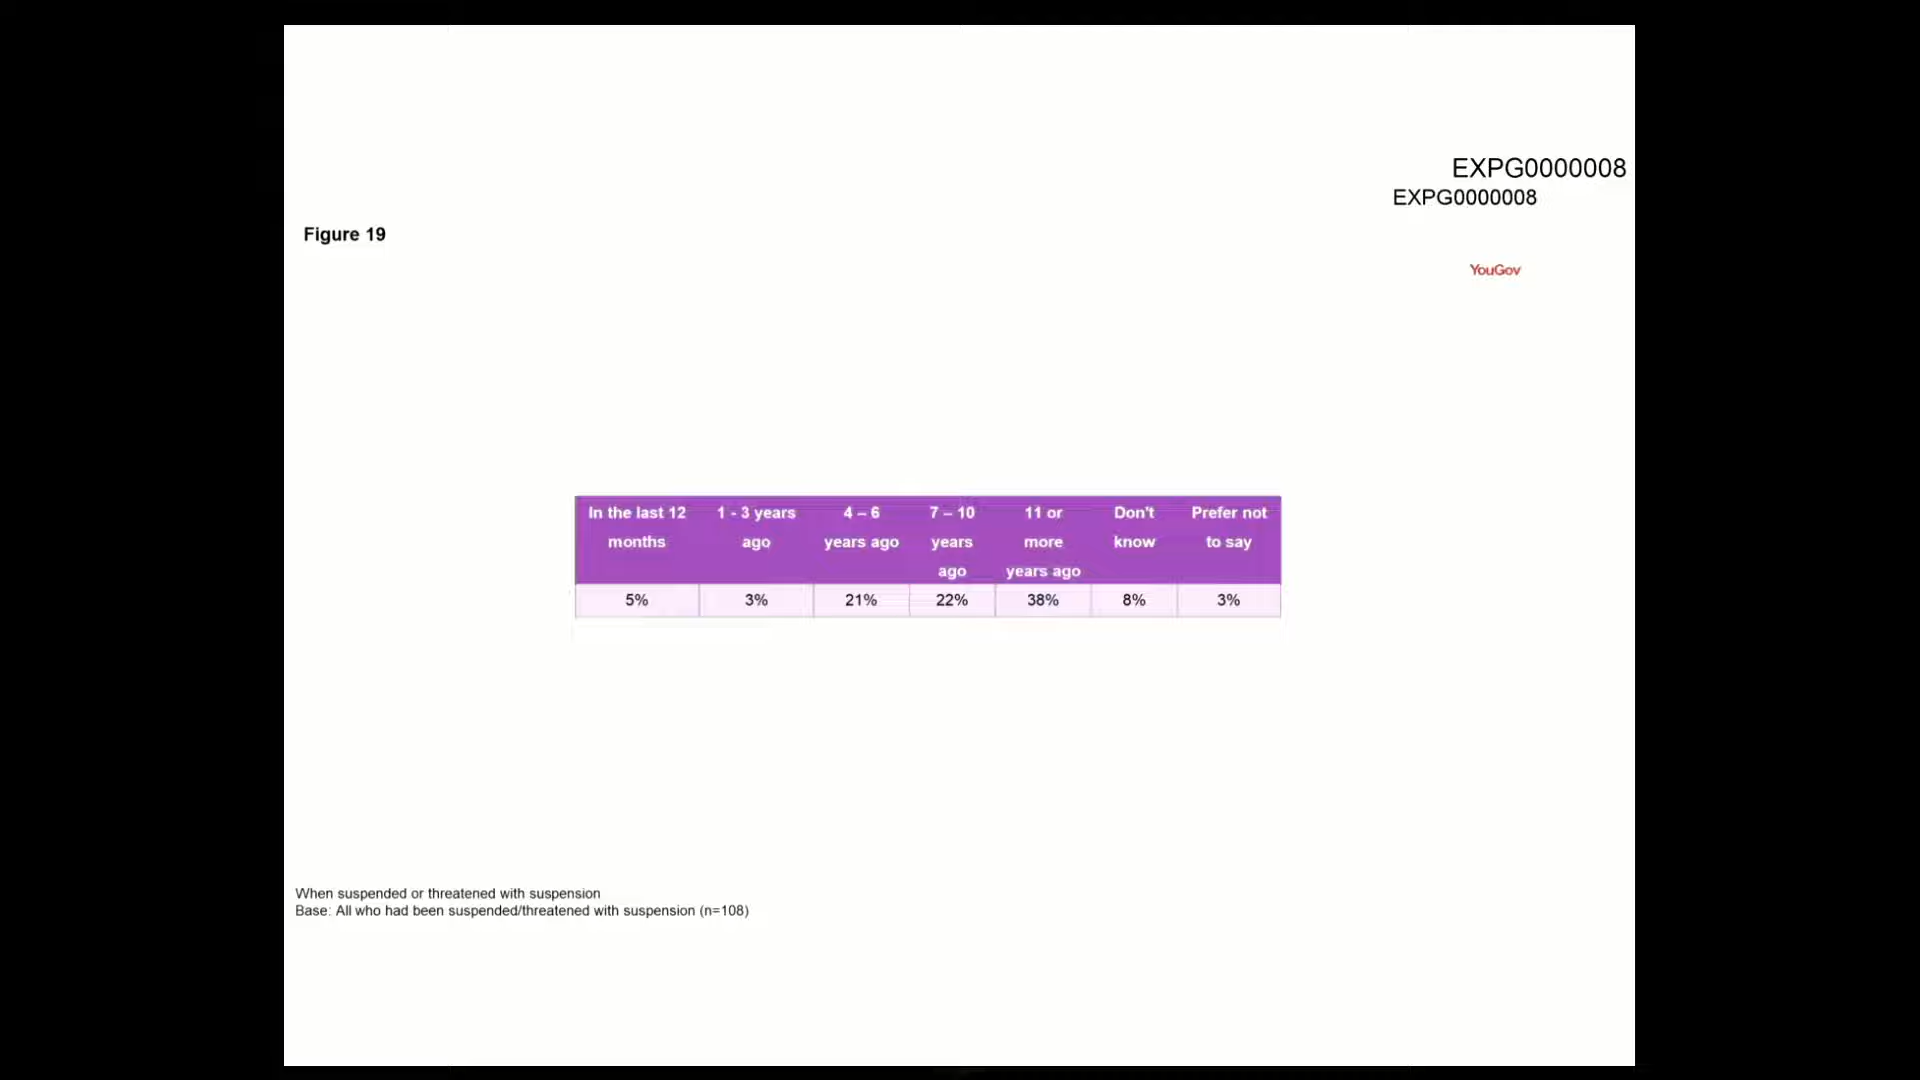 EXPG0000008
EXPG0000008
Figure 19
YouGov
In the last 12 months 1 - 3 years ago 4 – 6 years ago 7 – 10 years ago 11 or more years ago Don't know Prefer not to say
5% 3% 21% 22% 38% 8% 3%
When suspended or threatened with suspension
Base: All who had been suspended/threatened with suspension (n=108)